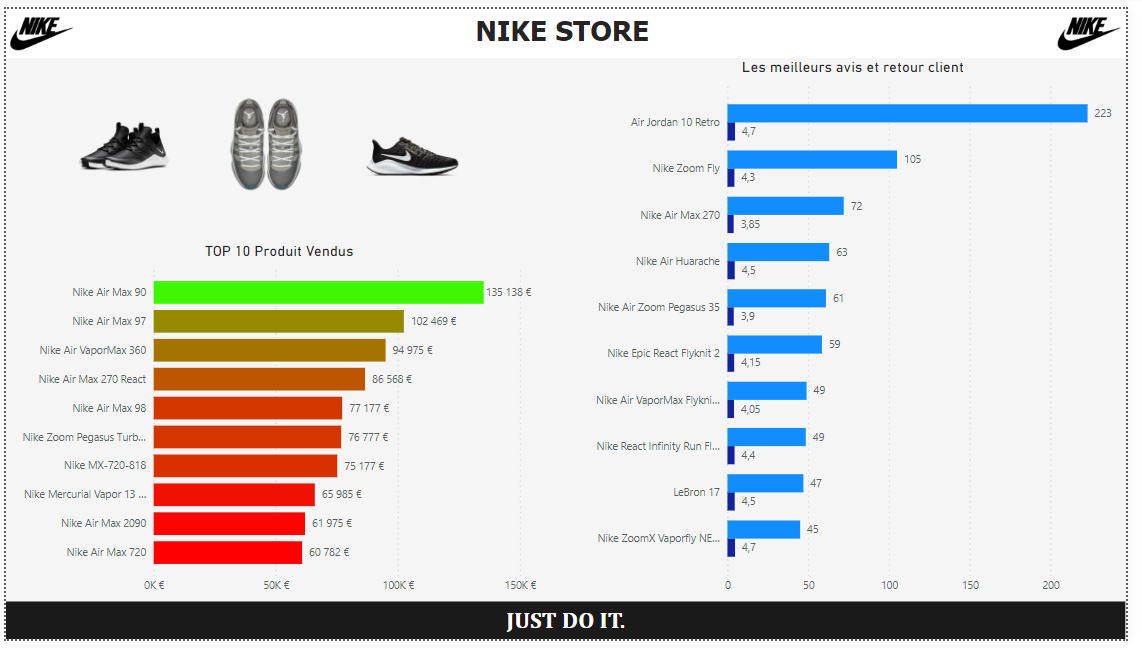 NIKE
NIKE STORE
NIKE
TOP 10 Produit Vendus
Nike Air Max 90 135 138 €
Nike Air Max 97 102 469 €
Nike Air VaporMax 360 94 975 €
Nike Air Max 270 React 86 568 €
Nike Air Max 98 77 177 €
Nike Zoom Pegasus Turb... 76 777 €
Nike MX-720-818 75 177 €
Nike Mercurial Vapor 13 ... 65 985 €
Nike Air Max 2090 61 975 €
Nike Air Max 720 60 782 €
0K € 50K € 100K € 150K €
Les meilleurs avis et retour client
Air Jordan 10 Retro 223
4,7
Nike Zoom Fly 105
4,3
Nike Air Max 270 72
3,85
Nike Air Huarache 63
4,5
Nike Air Zoom Pegasus 35 61
3,9
Nike Epic React Flyknit 2 59
4,15
Nike Air VaporMax Flykni... 49
4,05
Nike React Infinity Run Fl... 49
4,4
LeBron 17 47
4,5
Nike ZoomX Vaporfly NE... 45
4,7
0 50 100 150 200
JUST DO IT.